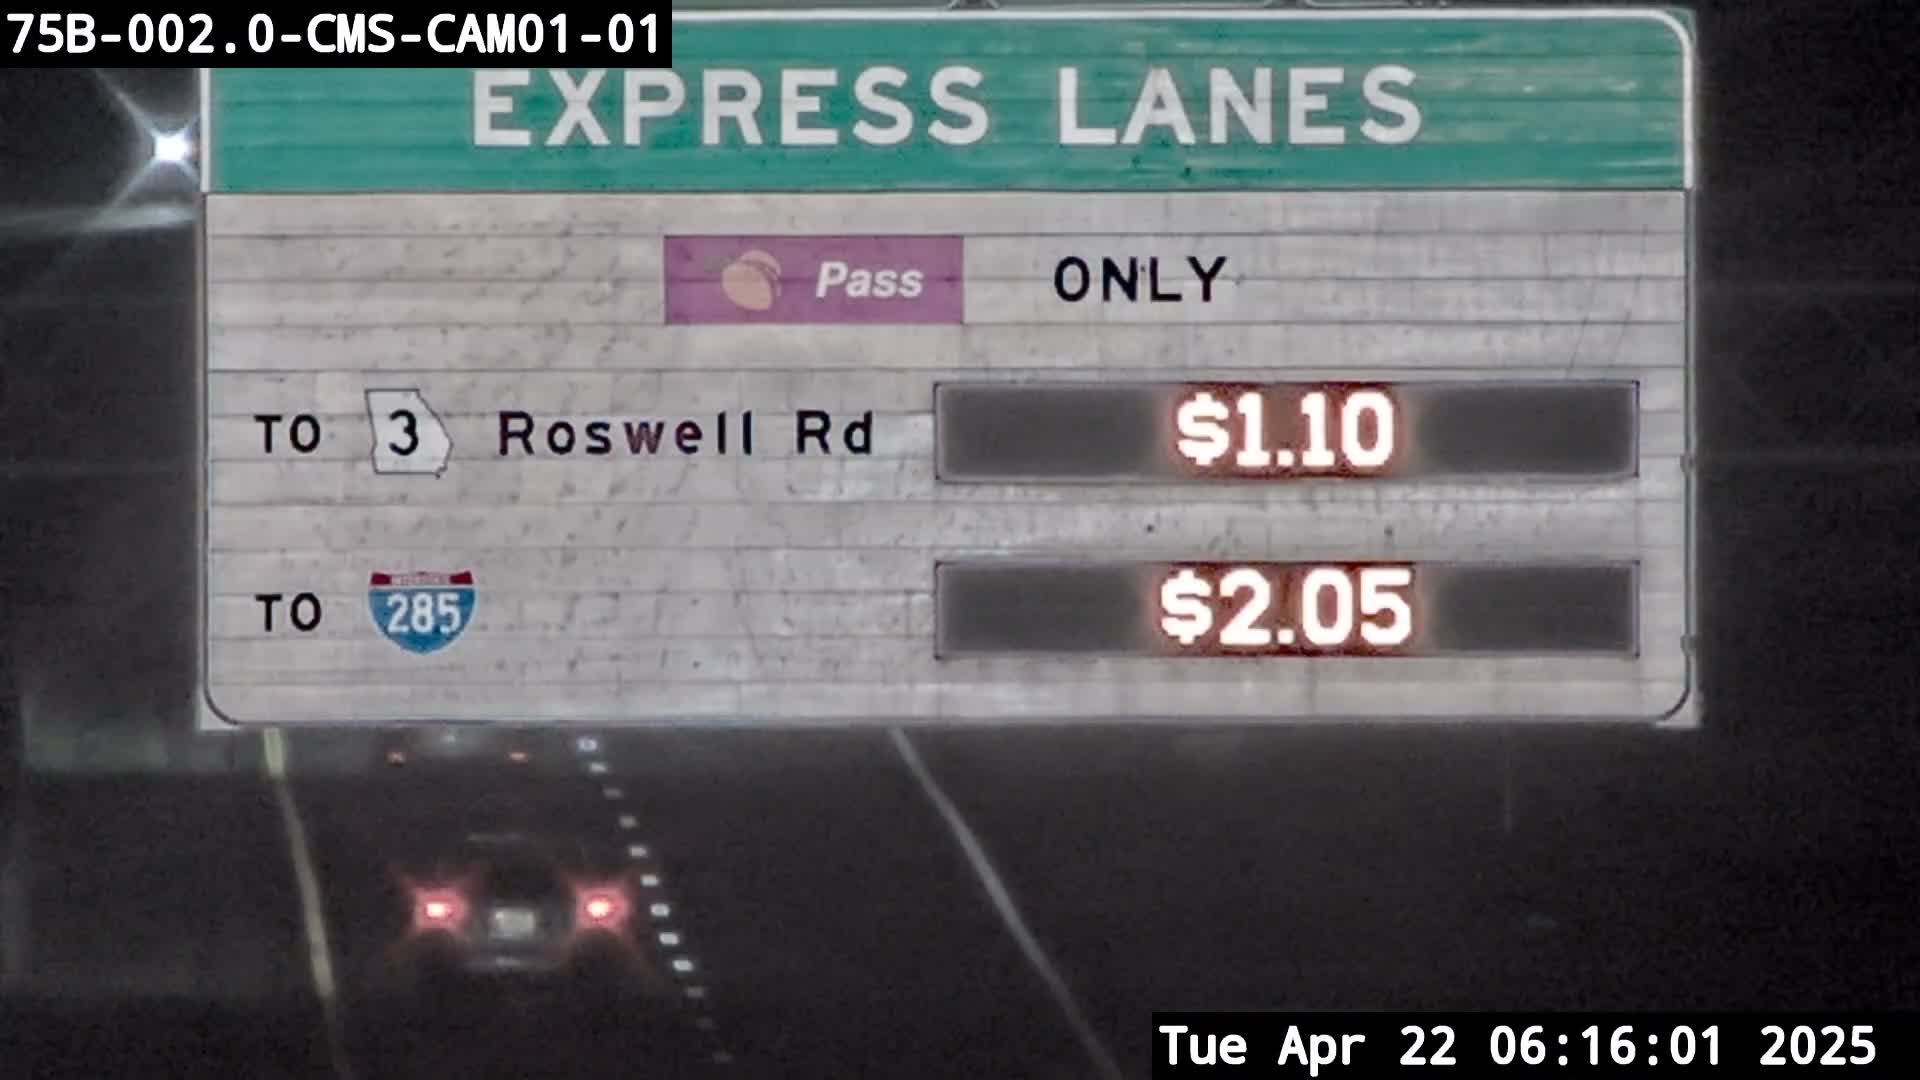 75B-002.0-CMS-CAM01-01
EXPRESS LANES
Pass ONLY
TO 3 Roswell Rd $1.10
TO 285 $2.05
Tue Apr 22 06:16:01 2025